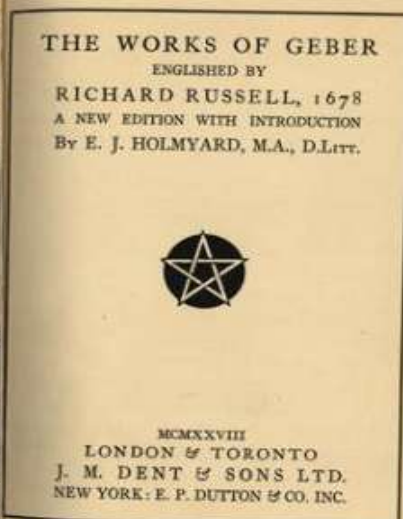 THE WORKS OF GEBER
ENGLISHED BY
RICHARD RUSSELL, 1678
A NEW EDITION WITH INTRODUCTION
BY E. J. HOLMYARD, M.A., D.LITT.
MCMXXVIII
LONDON & TORONTO
J. M. DENT & SONS LTD.
NEW YORK: E. P. DUTTON & CO. INC.